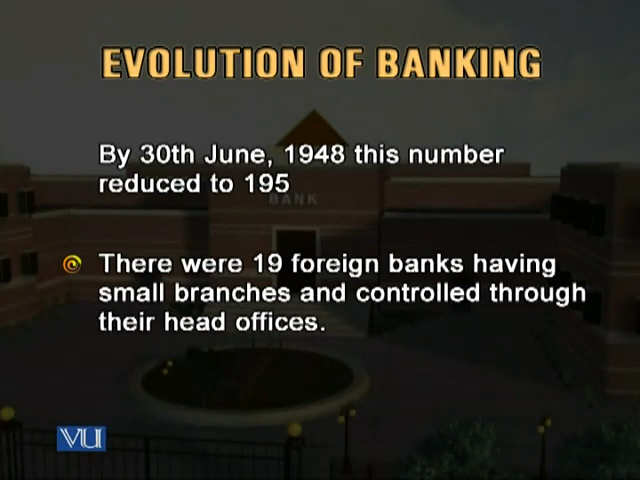 EVOLUTION OF BANKING
By 30th June, 1948 this number
reduced to 195
BANK
There were 19 foreign banks having
small branches and controlled through
their head offices.
VU